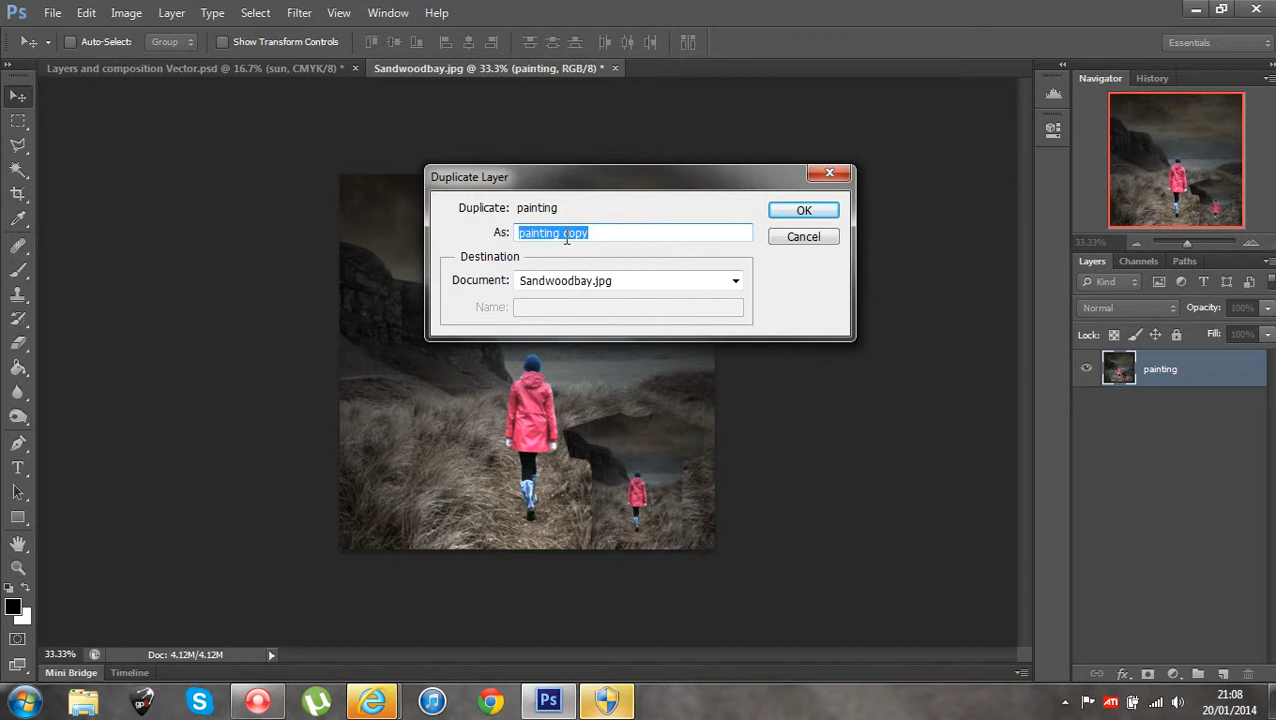 Ps File Edit Image Layer Type Select Filter View Window Help
Auto-Select: Group Show Transform Controls Essentials
Layers and composition Vector.psd @ 16.7% (sun, CMYK/8) * × Sandwoodbay.jpg @ 33.3% (painting, RGB/8) * ×
Navigator History
Duplicate Layer
Duplicate: painting
As: painting copy
OK
Cancel
Destination
Document: Sandwoodbay.jpg
Name:
33.33%
Layers Channels Paths
Kind
Normal Opacity: 100%
Lock: Fill: 100%
painting
33.33% Doc: 4.12M/4.12M
Mini Bridge Timeline
Ps
21:08
20/01/2014